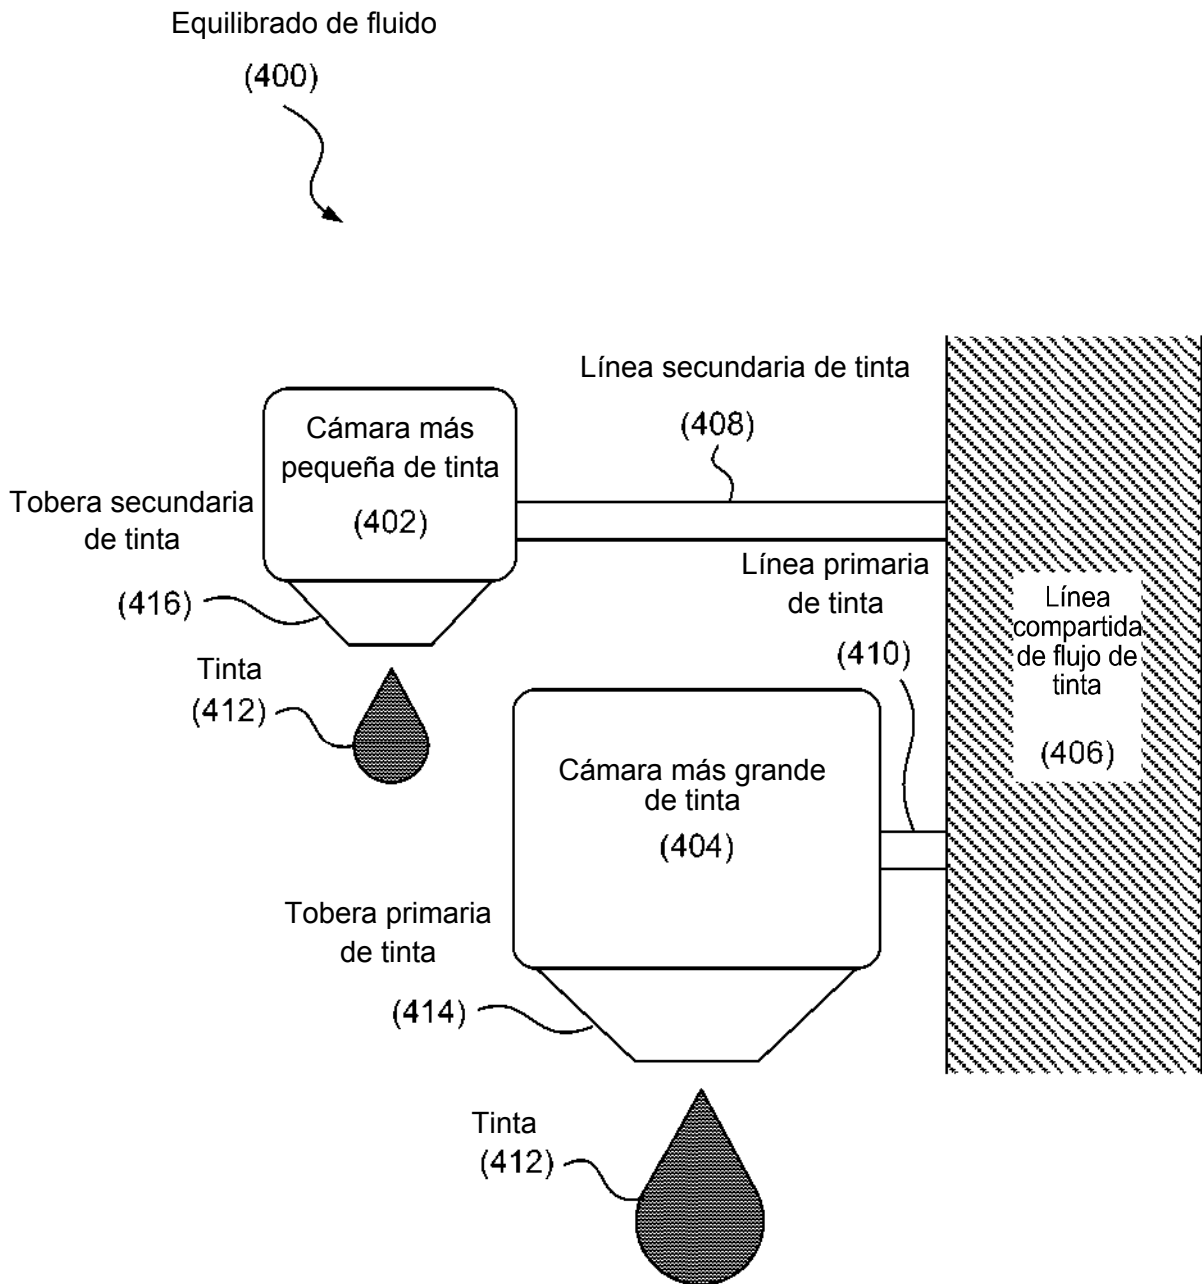 Equilibrado de fluido
(400)
Línea secundaria de tinta
(408)
Cámara más
pequeña de tinta
(402)
Tobera secundaria
de tinta
(416)
Línea primaria
de tinta
(410)
Línea
compartida
de flujo de
tinta
(406)
Tinta
(412)
Cámara más grande
de tinta
(404)
Tobera primaria
de tinta
(414)
Tinta
(412)